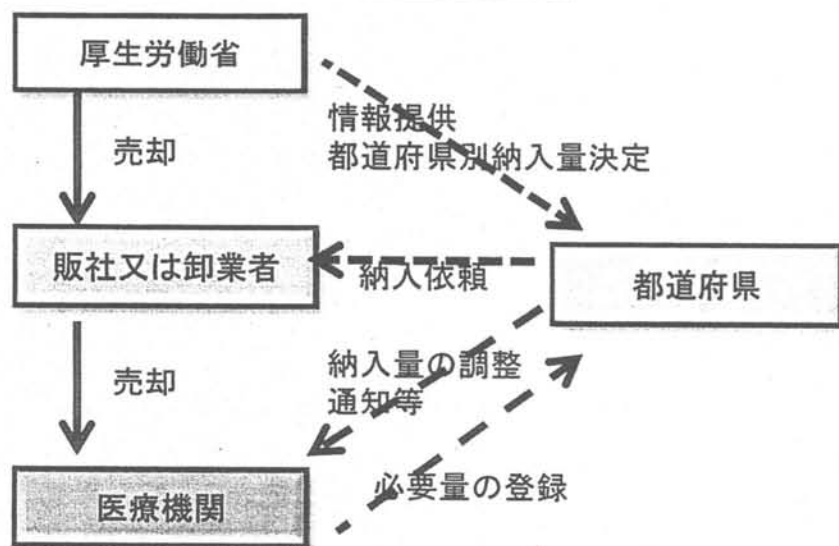 厚生労働省
情報提供
都道府県別納入量決定
売却
販社又は卸業者
納入依頼
都道府県
納入量の調整
通知等
売却
必要量の登録
医療機関